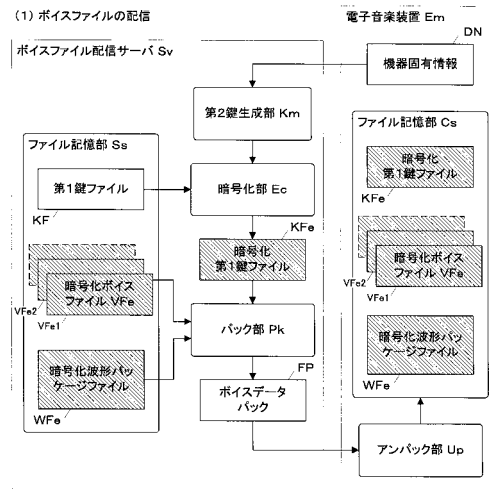 (1) ボイスファイルの配信
電子音楽装置 Em
ボイスファイル配信サーバ Sv
DN
機器固有情報
第2鍵生成部 Km
ファイル記憶部 Ss
ファイル記憶部 Cs
第1鍵ファイル
KF
暗号化部 Ec
暗号化
第1鍵ファイル
KFe
KFe
暗号化
第1鍵ファイル
暗号化ボイス
ファイル VFe
VFe2
VFe1
暗号化ボイス
ファイル VFe
VFe2
VFe1
パック部 Pk
暗号化波形パッ
ケージファイル
WFe
暗号化波形パッ
ケージファイル
WFe
FP
ボイスデータ
パック
アンパック部 Up